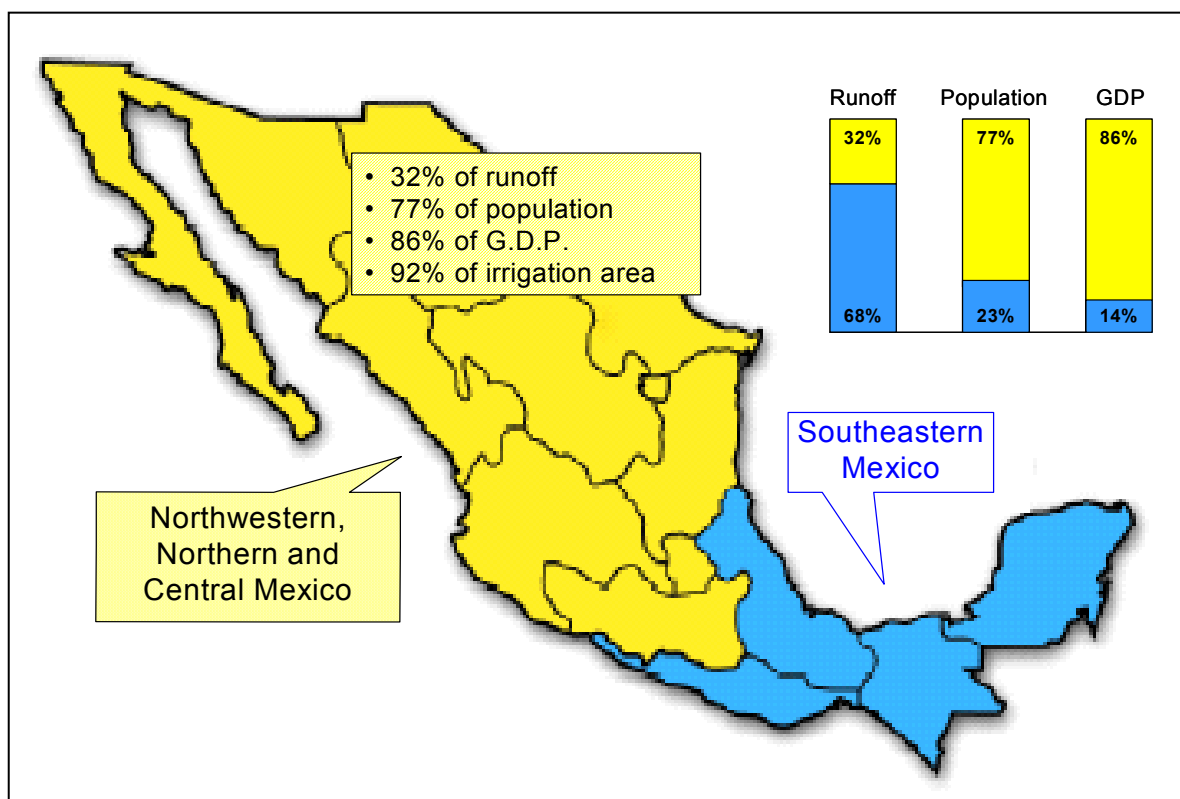 Runoff Population GDP
32% 77% 86%
68% 23% 14%
• 32% of runoff
• 77% of population
• 86% of G.D.P.
• 92% of irrigation area
Southeastern
Mexico
Northwestern,
Northern and
Central Mexico